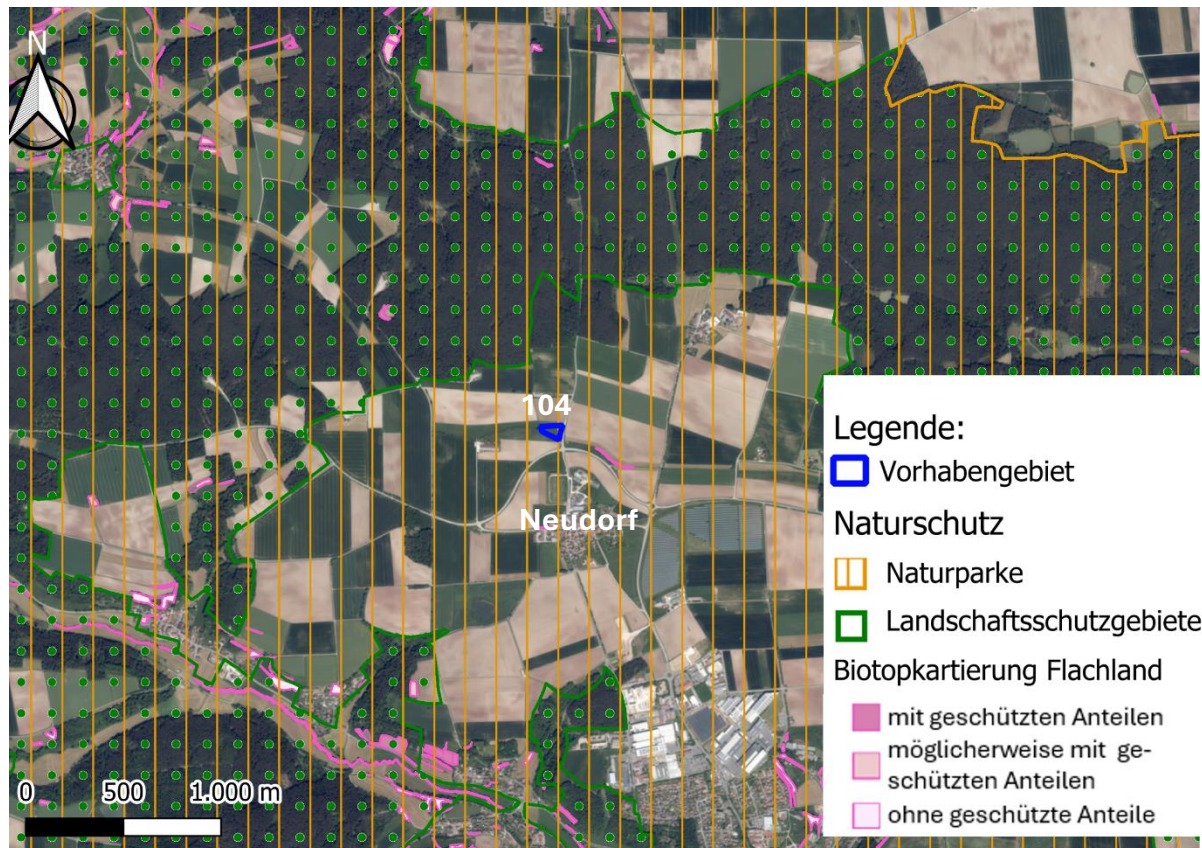 N
104
Neudorf
0 500 1.000 m
Legende:
Vorhabengebiet
Naturschutz
Naturparke
Landschaftsschutzgebiete
Biotopkartierung Flachland
mit geschützten Anteilen
möglicherweise mit ge-
schützten Anteilen
ohne geschützte Anteile